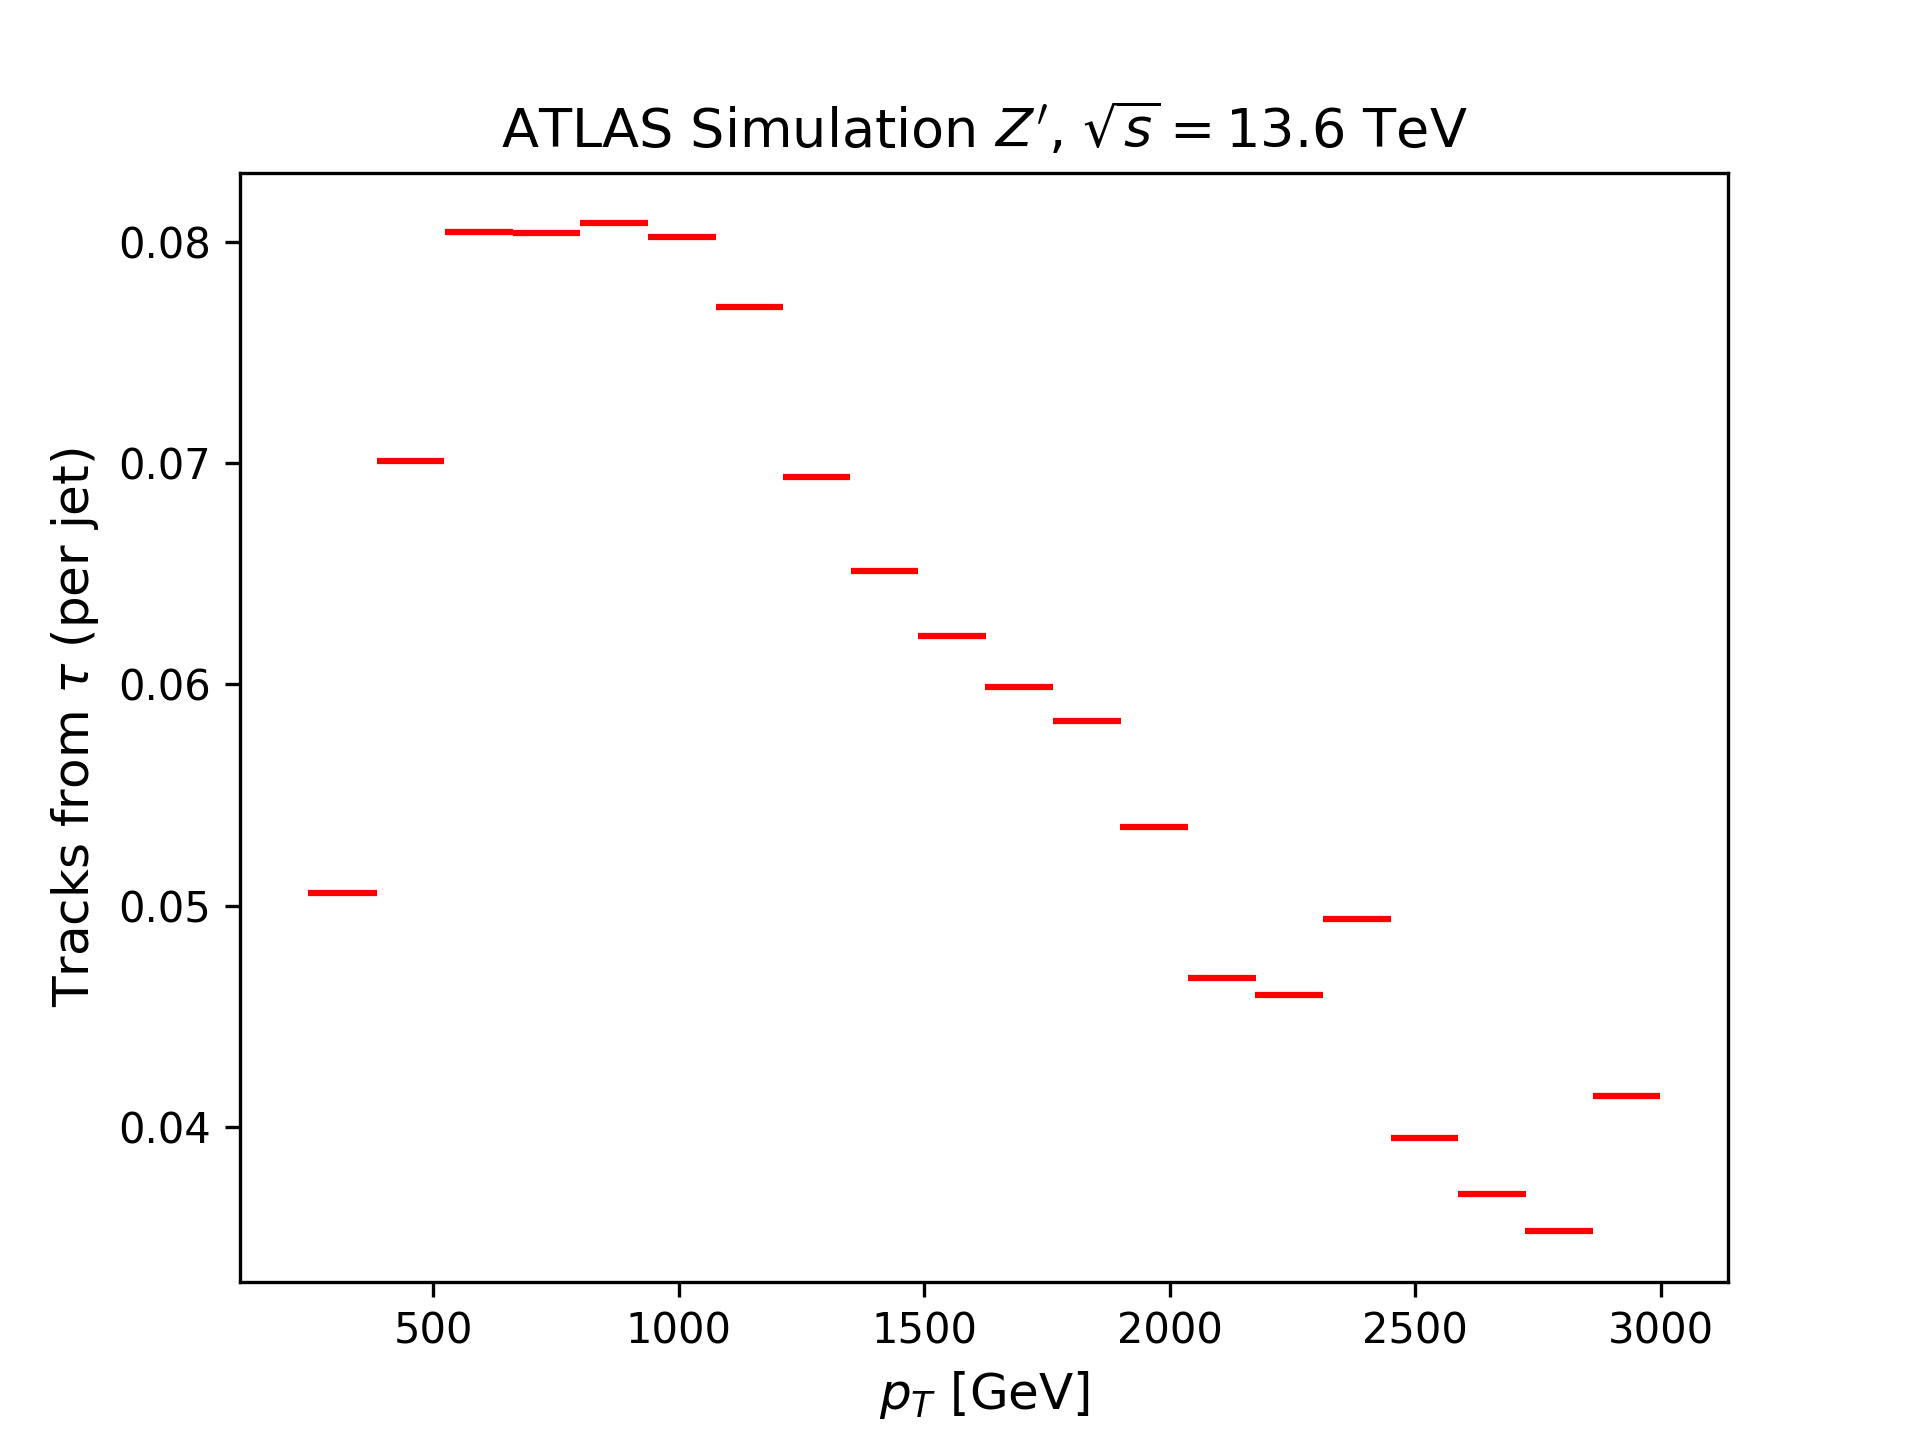 ATLAS Simulation Z′, √s = 13.6 TeV
Tracks from τ (per jet)
0.08
0.07
0.06
0.05
0.04
500 1000 1500 2000 2500 3000
p_T [GeV]